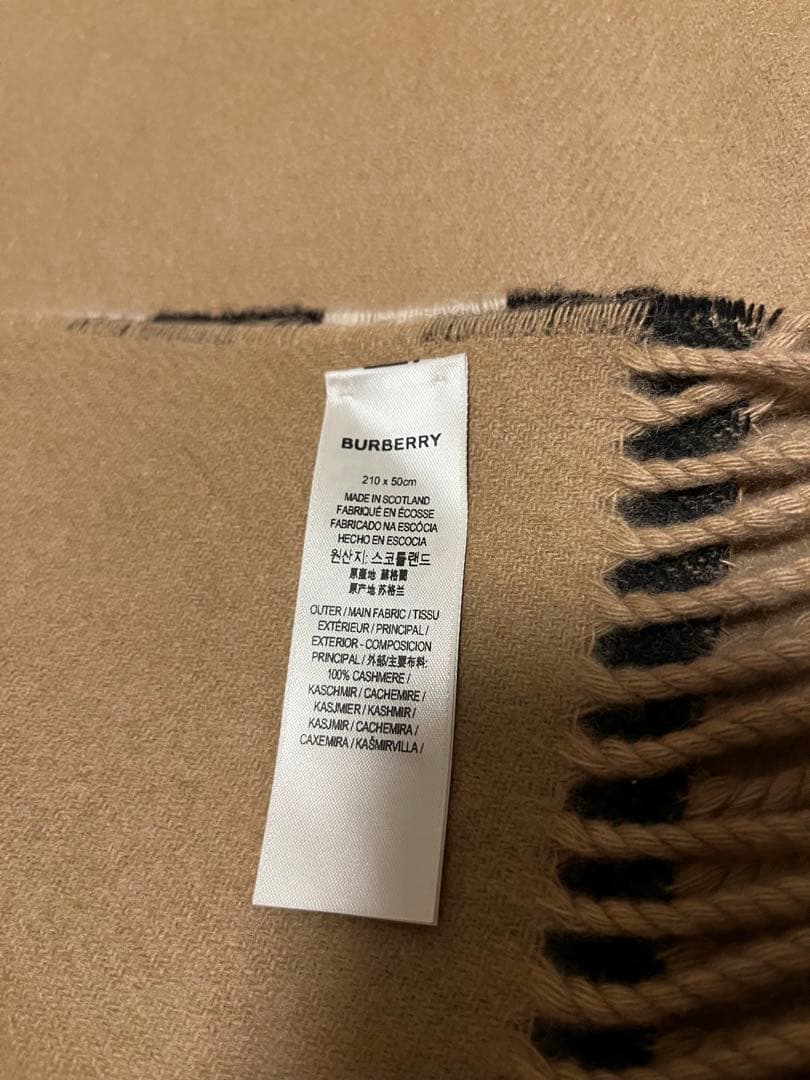 BURBERRY
210 x 50cm
MADE IN SCOTLAND
FABRIQUÉ EN ÉCOSSE
FABRICADO NA ESCÓCIA
HECHO EN ESCOCIA
원산지: 스코틀랜드
原產地 蘇格蘭
原产地 苏格兰
OUTER / MAIN FABRIC / TISSU
EXTÉRIEUR / PRINCIPAL /
EXTERIOR - COMPOSICION
PRINCIPAL / 外部/主要布料:
100% CASHMERE /
KASCHMIR / CACHEMIRE /
KASJMIER / KASHMIR /
KASJMIR / CACHEMIRA /
CAXEMIRA / KAŠMIRVILLA /